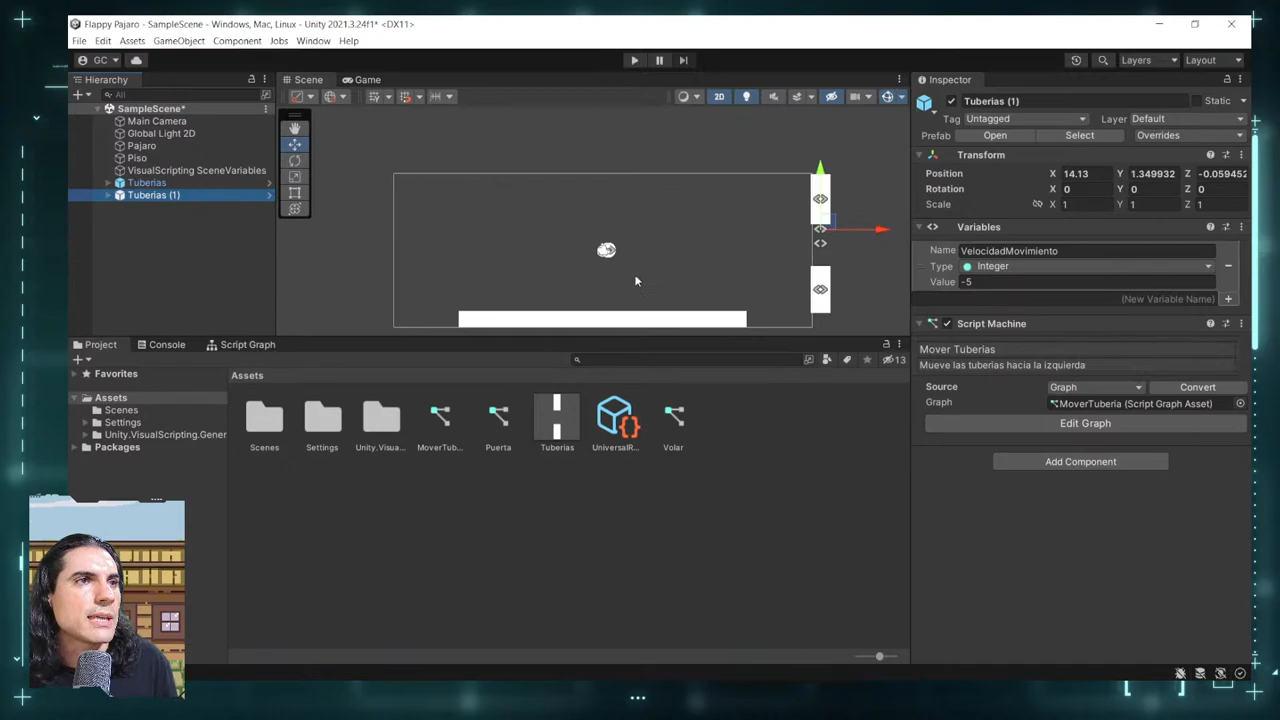 Flappy Pajaro - SampleScene - Windows, Mac, Linux - Unity 2021.3.24f1* <DX11>
File Edit Assets GameObject Component Jobs Window Help
GC
Layers Layout
Hierarchy
All
SampleScene*
Main Camera
Global Light 2D
Pajaro
Piso
VisualScripting SceneVariables
Tuberias
Tuberias (1)
Scene Game
2D
Inspector
Tuberias (1) Static
Tag Untagged Layer Default
Prefab Open Select Overrides
Transform
Position X 14.13 Y 1.349932 Z -0.059452
Rotation X 0 Y 0 Z 0
Scale X 1 Y 1 Z 1
Variables
Name VelocidadMovimiento
Type Integer
Value -5
(New Variable Name)
Script Machine
Mover Tuberias
Mueve las tuberias hacia la izquierda
Source Graph Convert
Graph MoverTuberia (Script Graph Asset)
Edit Graph
Add Component
Project Console Script Graph
13
Favorites
Assets
Scenes
Settings
Unity.VisualScripting.Gener
Packages
Assets
Scenes Settings Unity.Visua... MoverTub... Puerta Tuberias UniversalR... Volar